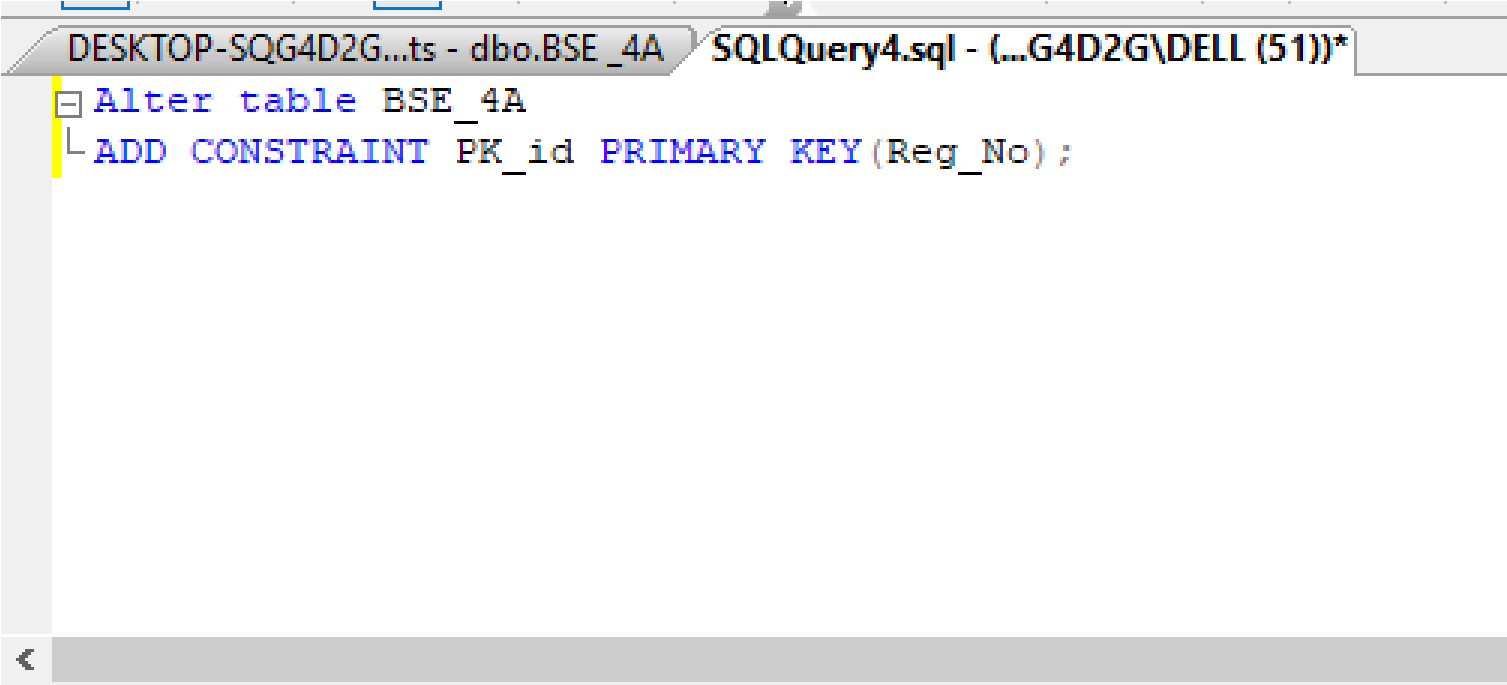 DESKTOP-SQG4D2G...ts - dbo.BSE _4A SQLQuery4.sql - (...G4D2G\DELL (51))*
Alter table BSE_4A
ADD CONSTRAINT PK_id PRIMARY KEY(Reg_No);